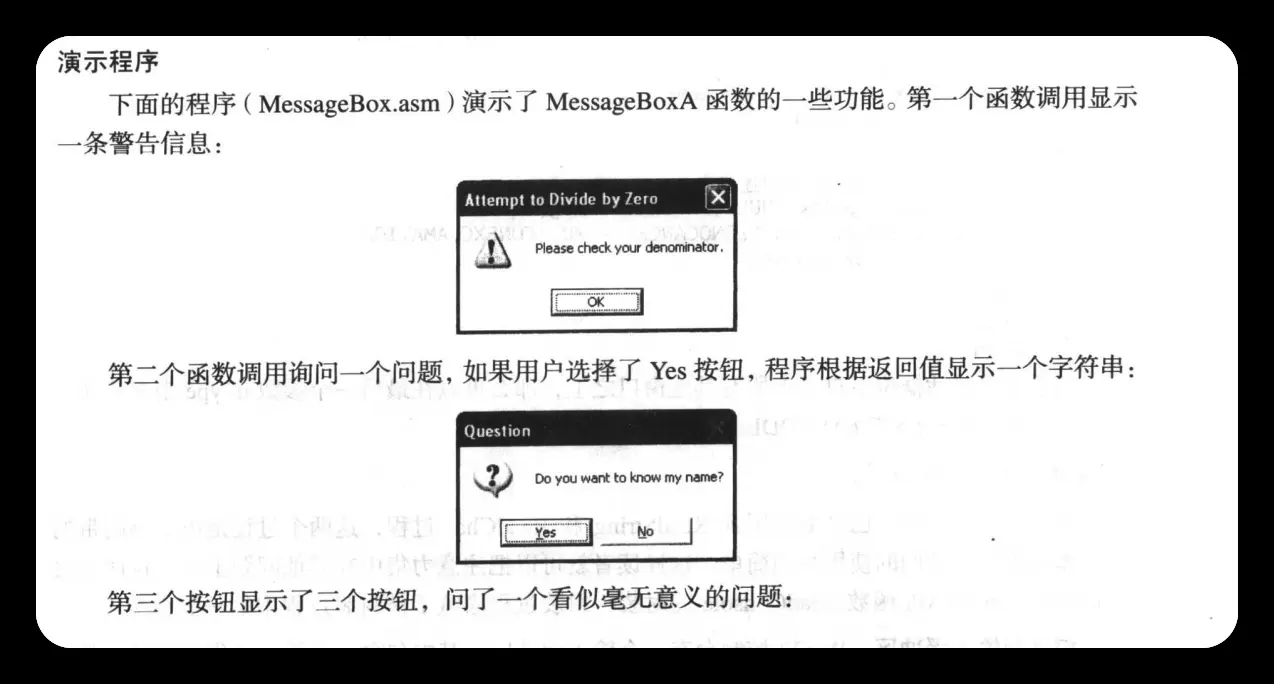 演示程序
下面的程序（MessageBox.asm）演示了 MessageBoxA 函数的一些功能。第一个函数调用显示
一条警告信息：
Attempt to Divide by Zero
Please check your denominator.
OK
第二个函数调用询问一个问题，如果用户选择了 Yes 按钮，程序根据返回值显示一个字符串：
Question
Do you want to know my name?
Yes No
第三个按钮显示了三个按钮，问了一个看似毫无意义的问题：